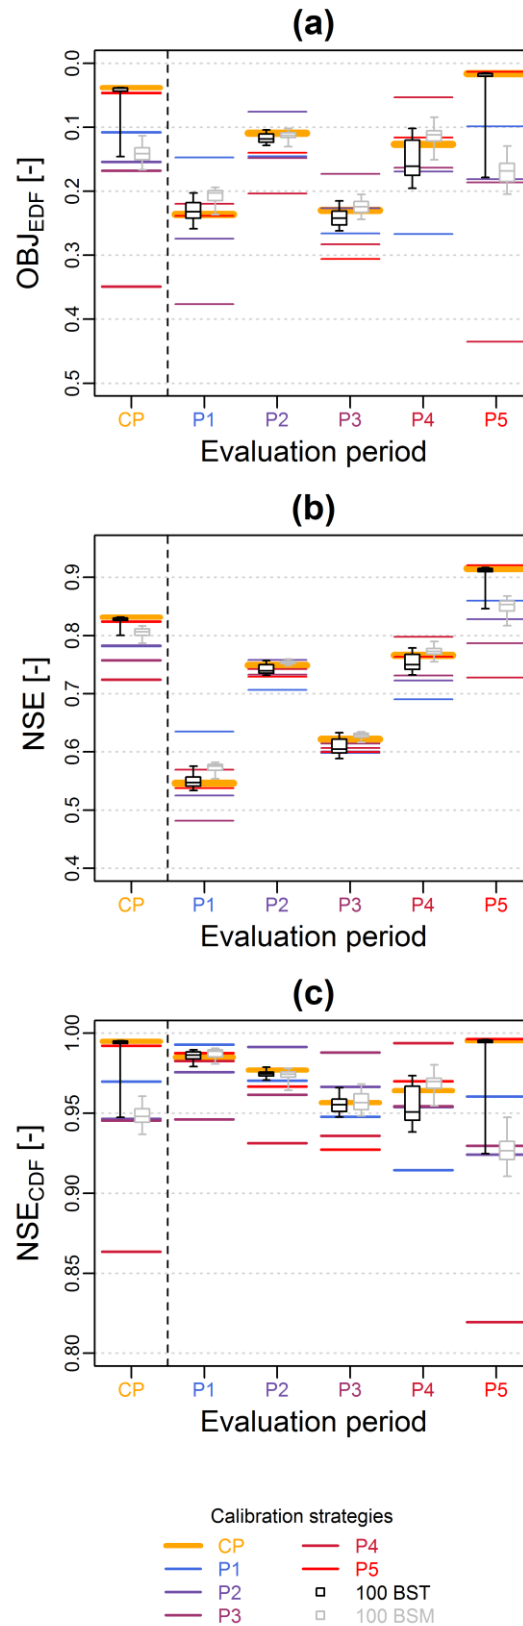 (a)
OBJEDF [-]
0.0
0.1
0.2
0.3
0.4
0.5
CP P1 P2 P3 P4 P5
Evaluation period
(b)
NSE [-]
0.9
0.8
0.7
0.6
0.5
0.4
CP P1 P2 P3 P4 P5
Evaluation period
(c)
NSECDF [-]
1.00
0.95
0.90
0.85
0.80
CP P1 P2 P3 P4 P5
Evaluation period
Calibration strategies
CP P4
P1 P5
P2 100 BST
P3 100 BSM